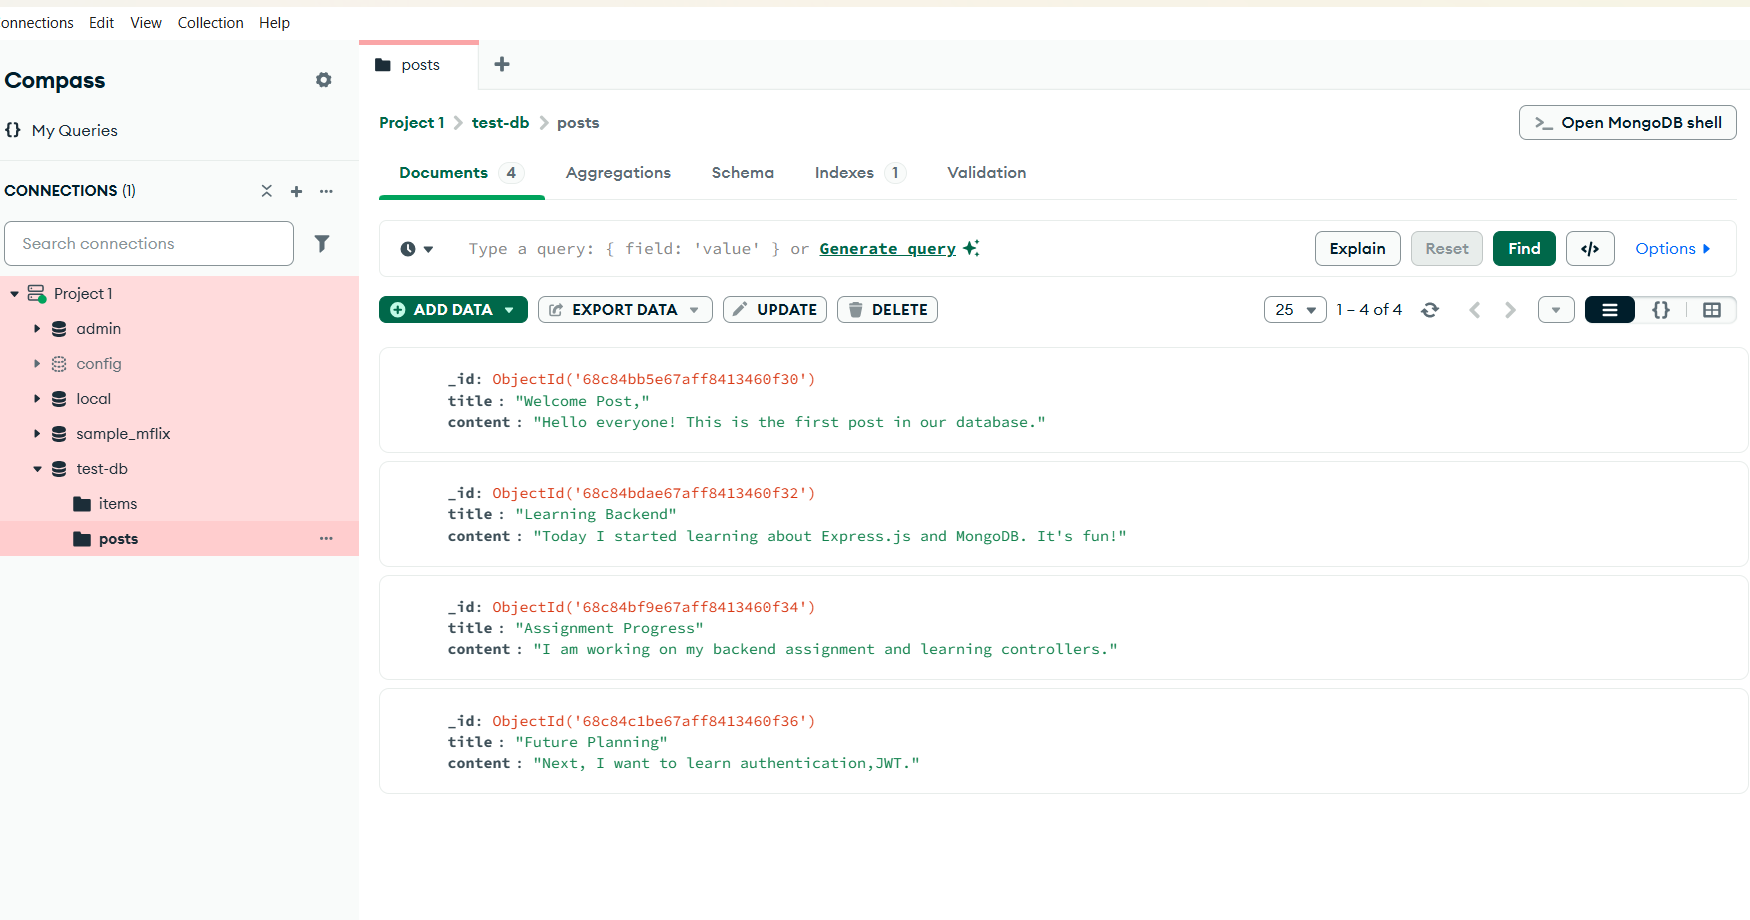 onnections Edit View Collection Help
Compass
My Queries
CONNECTIONS (1)
Search connections
Project 1
admin
config
local
sample_mflix
test-db
items
posts
posts
Project 1 > test-db > posts
>_ Open MongoDB shell
Documents 4 Aggregations Schema Indexes 1 Validation
Type a query: { field: 'value' } or Generate query
Explain Reset Find </> Options
ADD DATA EXPORT DATA UPDATE DELETE
25 1 – 4 of 4 {}
_id: ObjectId('68c84bb5e67aff8413460f30')
title : "Welcome Post,"
content : "Hello everyone! This is the first post in our database."
_id: ObjectId('68c84bdae67aff8413460f32')
title : "Learning Backend"
content : "Today I started learning about Express.js and MongoDB. It's fun!"
_id: ObjectId('68c84bf9e67aff8413460f34')
title : "Assignment Progress"
content : "I am working on my backend assignment and learning controllers."
_id: ObjectId('68c84c1be67aff8413460f36')
title : "Future Planning"
content : "Next, I want to learn authentication,JWT."